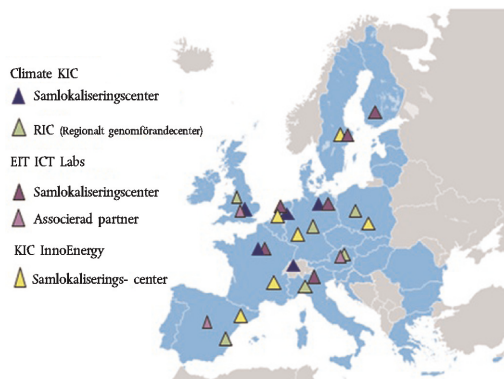 Climate KIC
Samlokaliseringscenter
RIC (Regionalt genomförandecenter)
EIT ICT Labs
Samlokaliseringscenter
Associerad partner
KIC InnoEnergy
Samlokaliserings- center